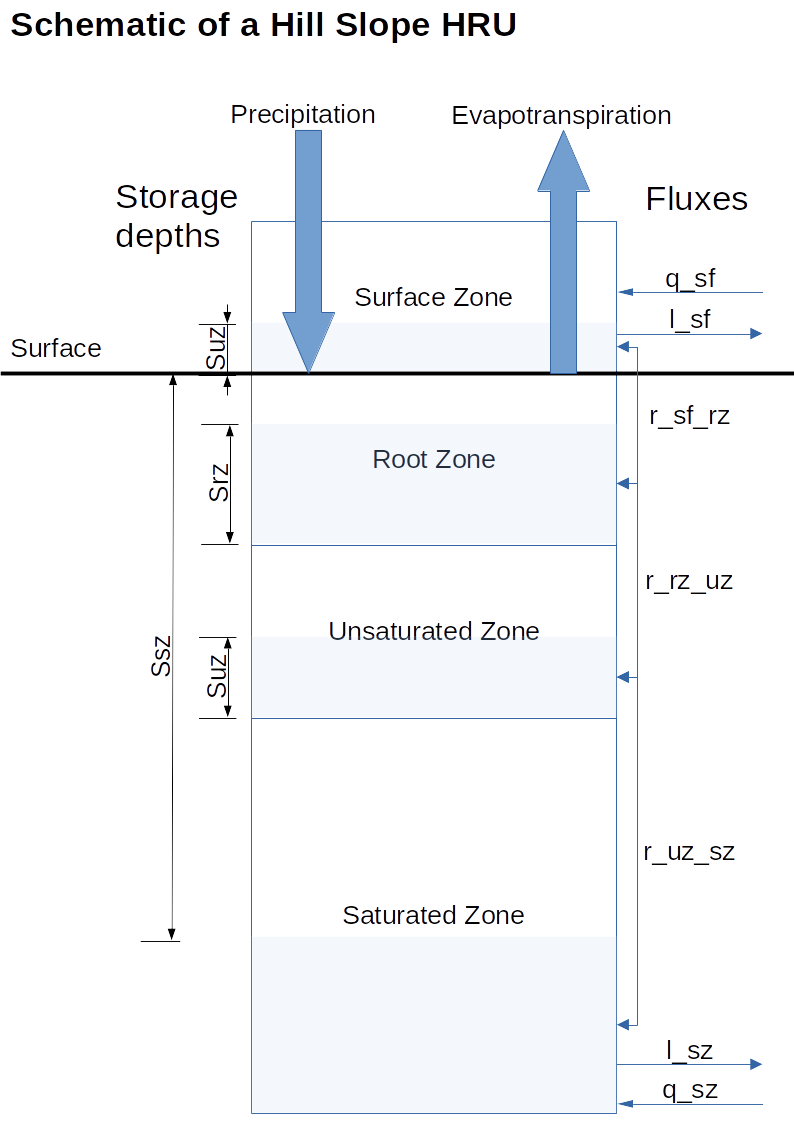 Schematic of a Hill Slope HRU
Precipitation
Evapotranspiration
Storage
depths
Fluxes
q_sf
Surface Zone
l_sf
Suz
Surface
r_sf_rz
Root Zone
Srz
r_rz_uz
Unsaturated Zone
Ssz
Suz
r_uz_sz
Saturated Zone
l_sz
q_sz